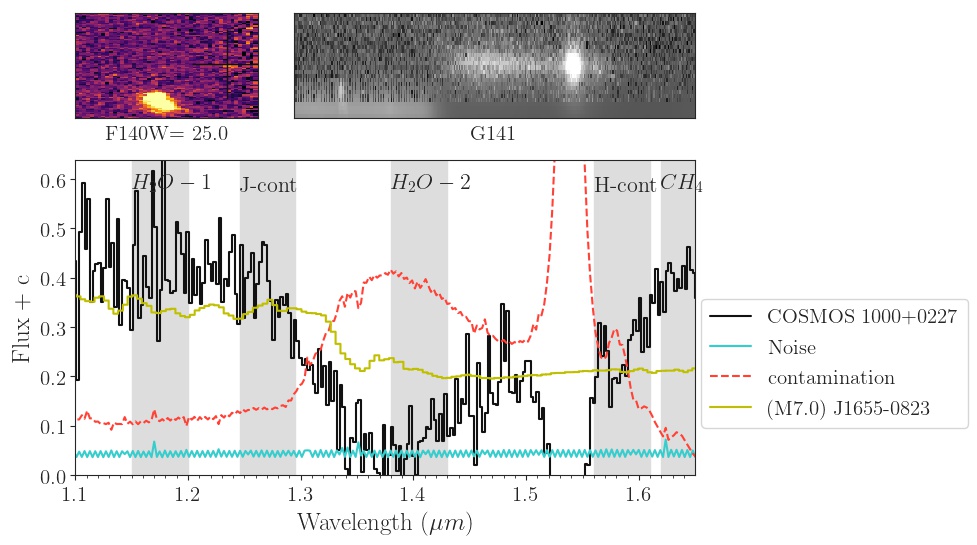 F140W= 25.0
G141
H₂O − 1
J-cont
H₂O − 2
H-cont
CH₄
0.6
0.5
0.4
0.3
0.2
0.1
0.0
Flux + c
1.1
1.2
1.3
1.4
1.5
1.6
Wavelength (μm)
COSMOS 1000+0227
Noise
contamination
(M7.0) J1655-0823